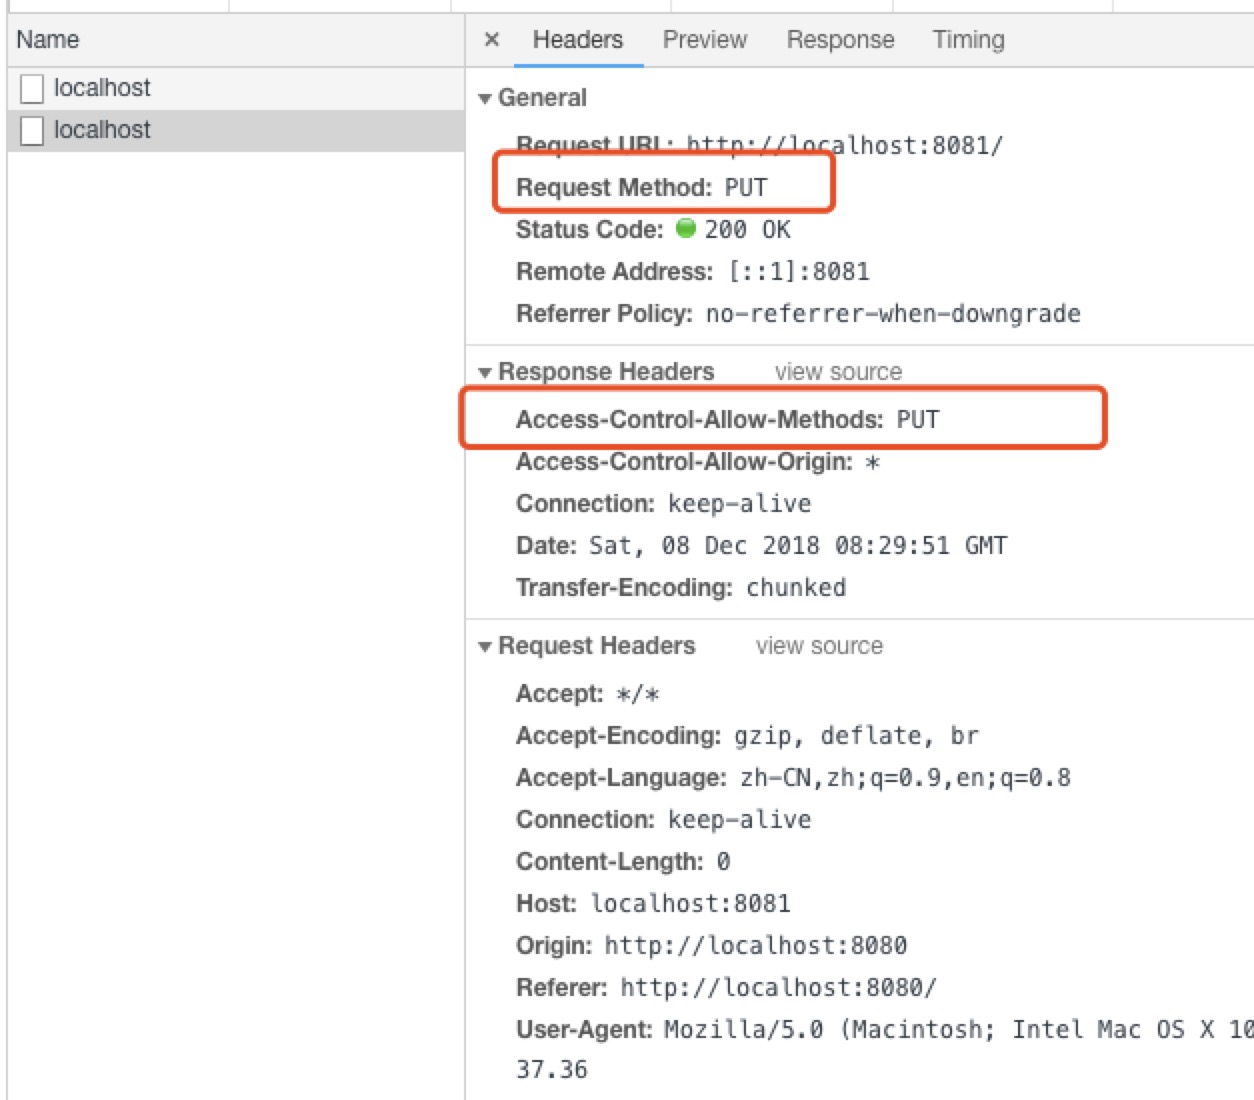 Name
× Headers Preview Response Timing
localhost
localhost
General
Request URL: http://localhost:8081/
Request Method: PUT
Status Code: 200 OK
Remote Address: [::1]:8081
Referrer Policy: no-referrer-when-downgrade
Response Headers view source
Access-Control-Allow-Methods: PUT
Access-Control-Allow-Origin: *
Connection: keep-alive
Date: Sat, 08 Dec 2018 08:29:51 GMT
Transfer-Encoding: chunked
Request Headers view source
Accept: */*
Accept-Encoding: gzip, deflate, br
Accept-Language: zh-CN,zh;q=0.9,en;q=0.8
Connection: keep-alive
Content-Length: 0
Host: localhost:8081
Origin: http://localhost:8080
Referer: http://localhost:8080/
User-Agent: Mozilla/5.0 (Macintosh; Intel Mac OS X 10
37.36